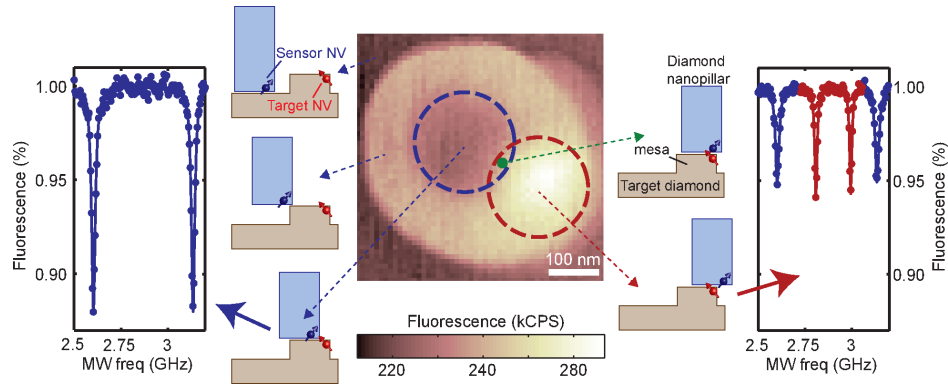 1.00
0.95
0.90
Fluorescence (%)
2.5 2.75 3
MW freq (GHz)
Sensor NV
Target NV
100 nm
Fluorescence (kCPS)
220 240 260 280
Diamond
nanopillar
mesa
Target diamond
1.00
0.95
0.90
Fluorescence (%)
2.5 2.75 3
MW freq (GHz)